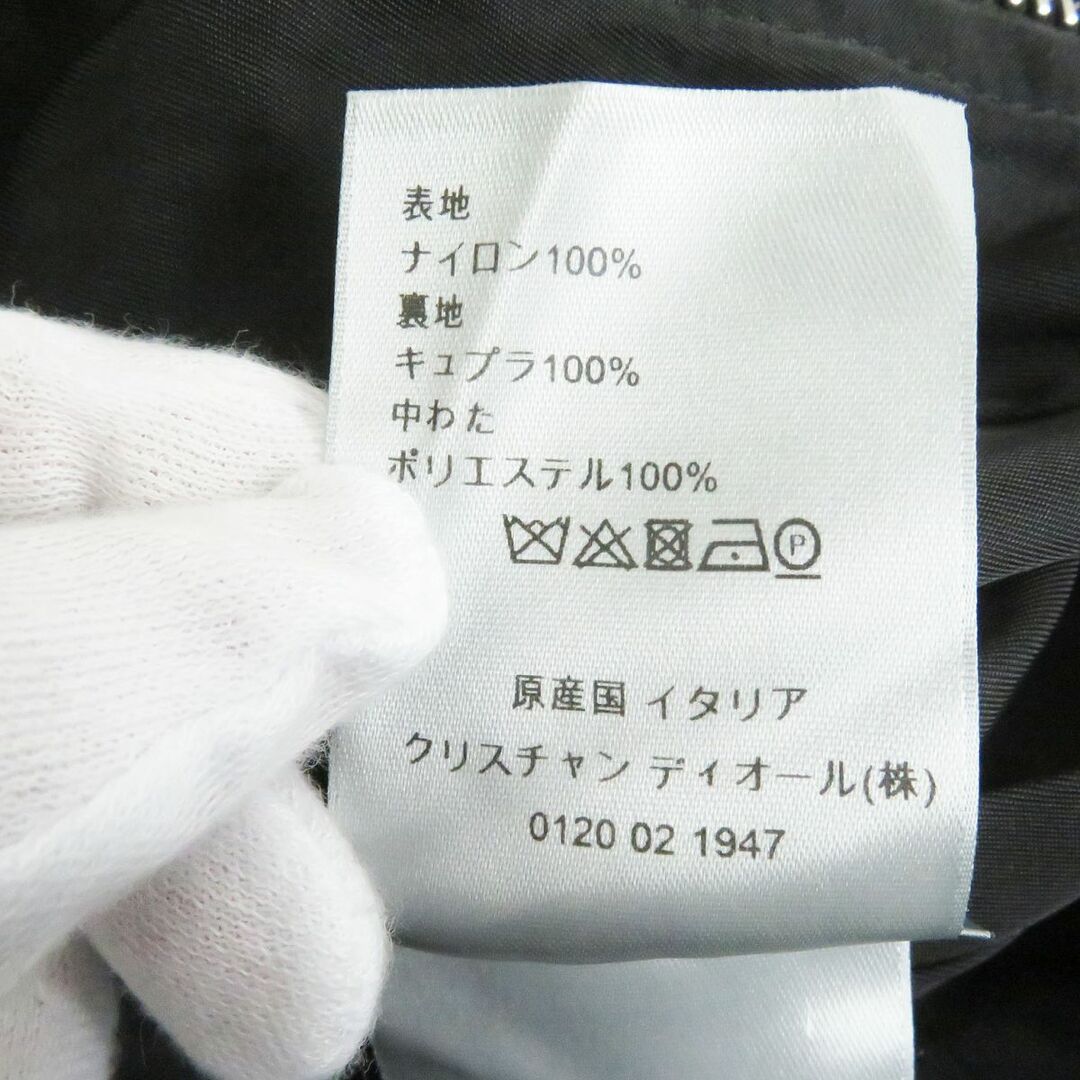 表地
ナイロン100%
裏地
キュプラ100%
中わた
ポリエステル100%
P
原産国 イタリア
クリスチャン ディオール(株)
0120 02 1947